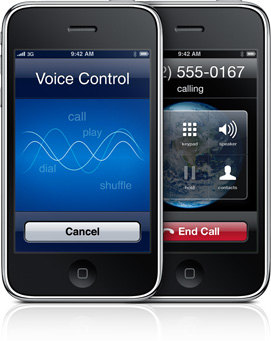 3G 9:42 AM
Voice Control
call
play
dial
shuffle
Cancel
9:42 AM
2) 555-0167
calling
keypad
speaker
hold
contacts
End Call